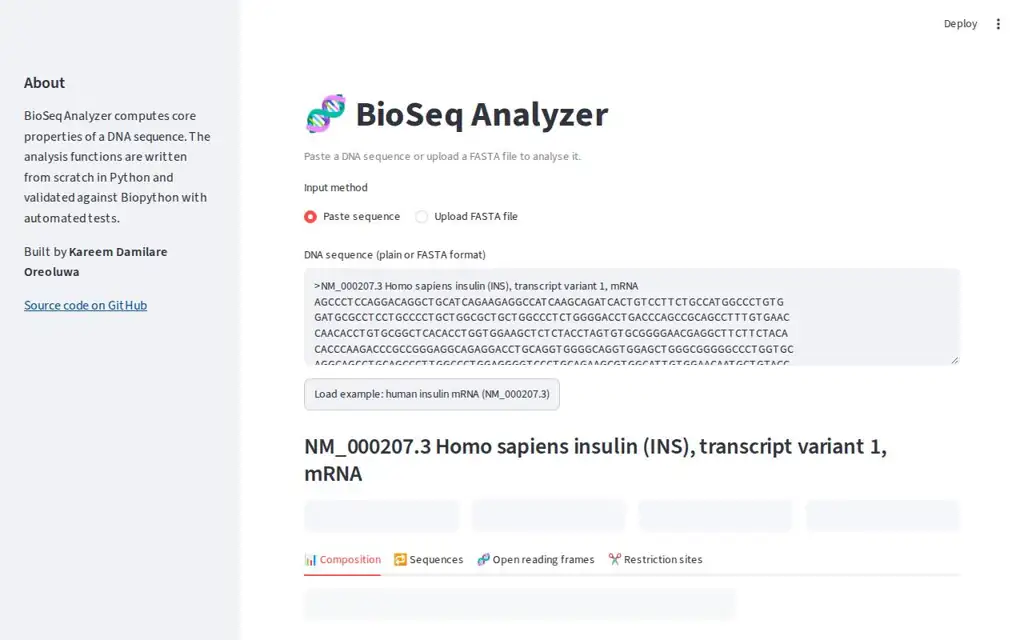 Deploy
About
BioSeq Analyzer computes core
properties of a DNA sequence. The
analysis functions are written
from scratch in Python and
validated against Biopython with
automated tests.
Built by Kareem Damilare
Oreoluwa
Source code on GitHub
BioSeq Analyzer
Paste a DNA sequence or upload a FASTA file to analyse it.
Input method
Paste sequence
Upload FASTA file
DNA sequence (plain or FASTA format)
>NM_000207.3 Homo sapiens insulin (INS), transcript variant 1, mRNA
AGCCCTCCAGGACAGGCTGCATCAGAAGAGGCCATCAAGCAGATCACTGTCCTTCTGCCATGGCCCTGTG
GATGCGCCTCCTGCCCCTGCTGGCGCTGCTGGCCCTCTGGGGACCTGACCCAGCCGCAGCCTTTGTGAAC
CAACACCTGTGCGGCTCACACCTGGTGGAAGCTCTCTACCTAGTGTGCGGGGAACGAGGCTTCTTCTACA
CACCCAAGACCCGCCGGGAGGCAGAGGACCTGCAGGTGGGGCAGGTGGAGCTGGGCGGGGGCCCTGGTGC
AGGCAGCCTGCAGCCCTTGGCCCTGGAGGGGTCCCTGCAGAAGCGTGGCATTGTGGAACAATGCTGTACC
Load example: human insulin mRNA (NM_000207.3)
NM_000207.3 Homo sapiens insulin (INS), transcript variant 1,
mRNA
Composition
Sequences
Open reading frames
Restriction sites